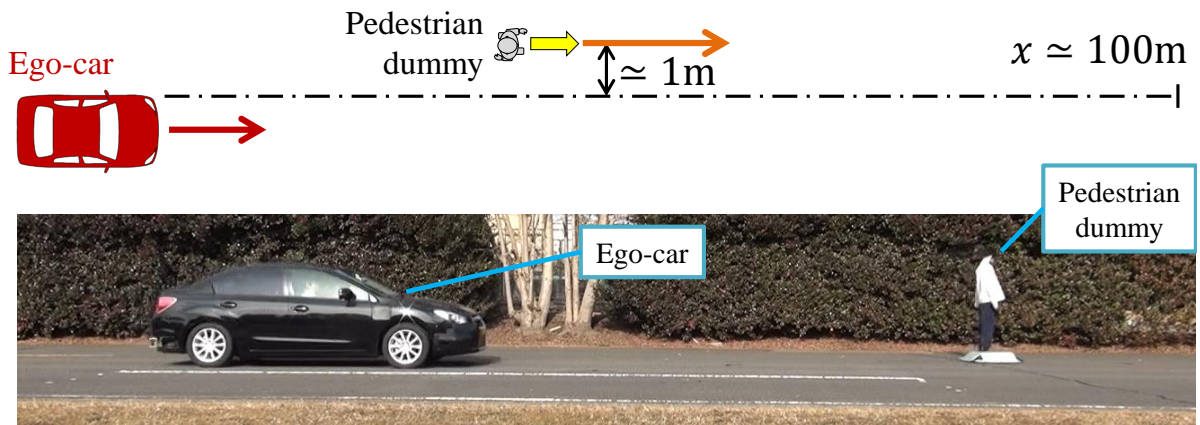 Pedestrian
dummy
Ego-car
≃ 1m
x ≃ 100m
Pedestrian
dummy
Ego-car